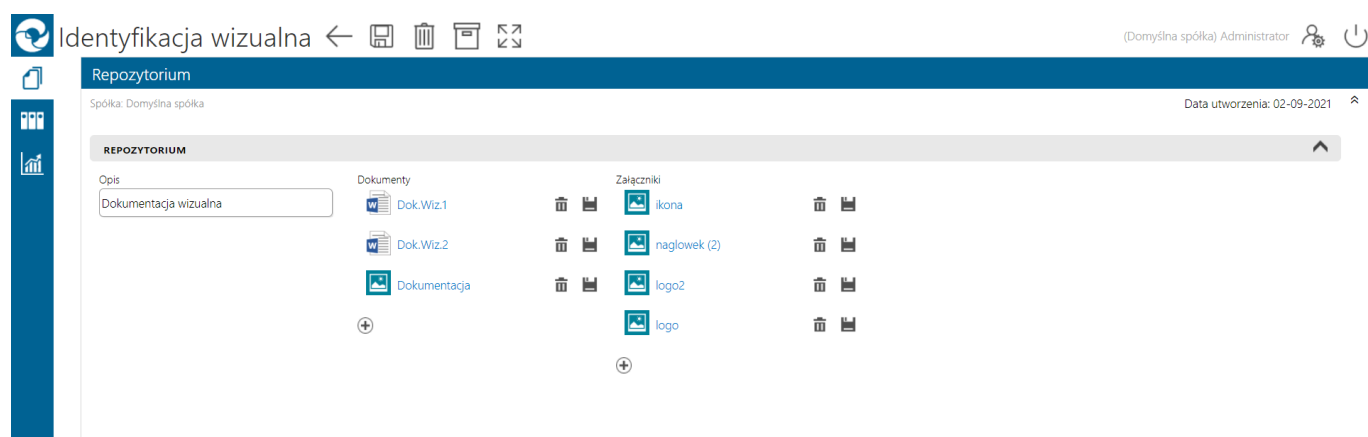 Identyfikacja wizualna
(Domyślna spółka) Administrator
Repozytorium
Spółka: Domyślna spółka
Data utworzenia: 02-09-2021
REPOZYTORIUM
Opis
Dokumenty
Załączniki
Dokumentacja wizualna
Dok.Wiz.1
ikona
Dok.Wiz.2
naglowek (2)
Dokumentacja
logo2
logo